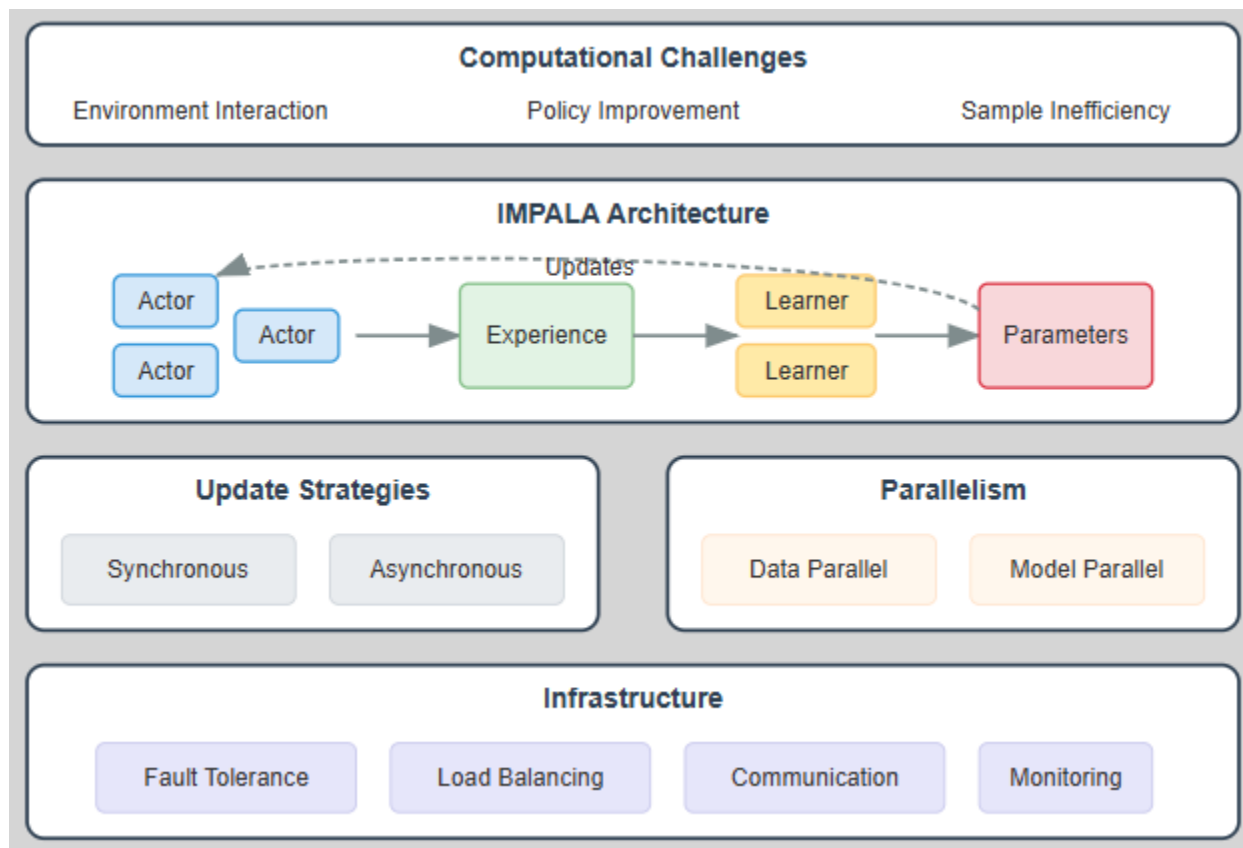 Computational Challenges
Environment Interaction Policy Improvement Sample Inefficiency
IMPALA Architecture
Updates
Actor
Actor
Actor
Experience
Learner
Learner
Parameters
Update Strategies
Synchronous Asynchronous
Parallelism
Data Parallel Model Parallel
Infrastructure
Fault Tolerance Load Balancing Communication Monitoring